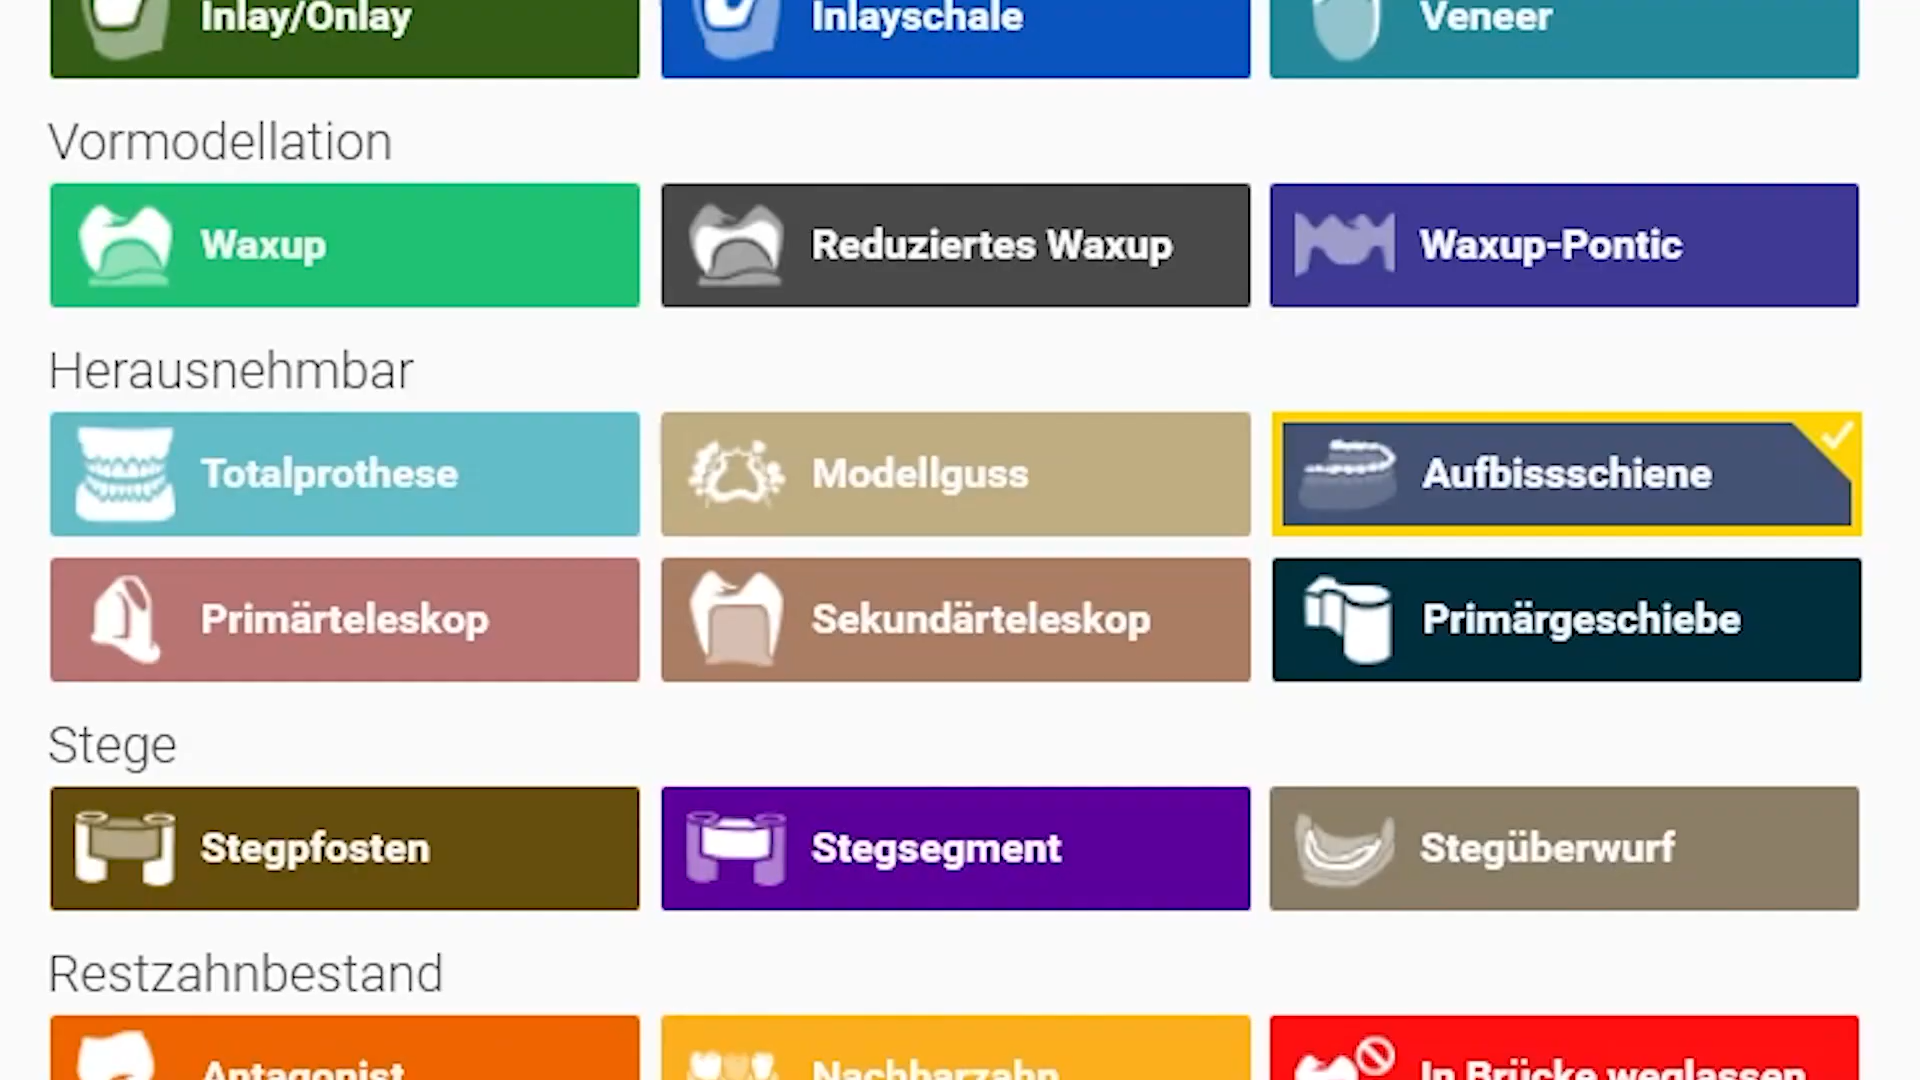 Inlay/Onlay
Inlayschale
Veneer
Vormodellation
Waxup
Reduziertes Waxup
Waxup-Pontic
Herausnehmbar
Totalprothese
Modellguss
Aufbissschiene
Primärteleskop
Sekundärteleskop
Primärgeschiebe
Stege
Stegpfosten
Stegsegment
Stegüberwurf
Restzahnbestand
Antagonist
Nachbarzahn
In Brücke weglassen